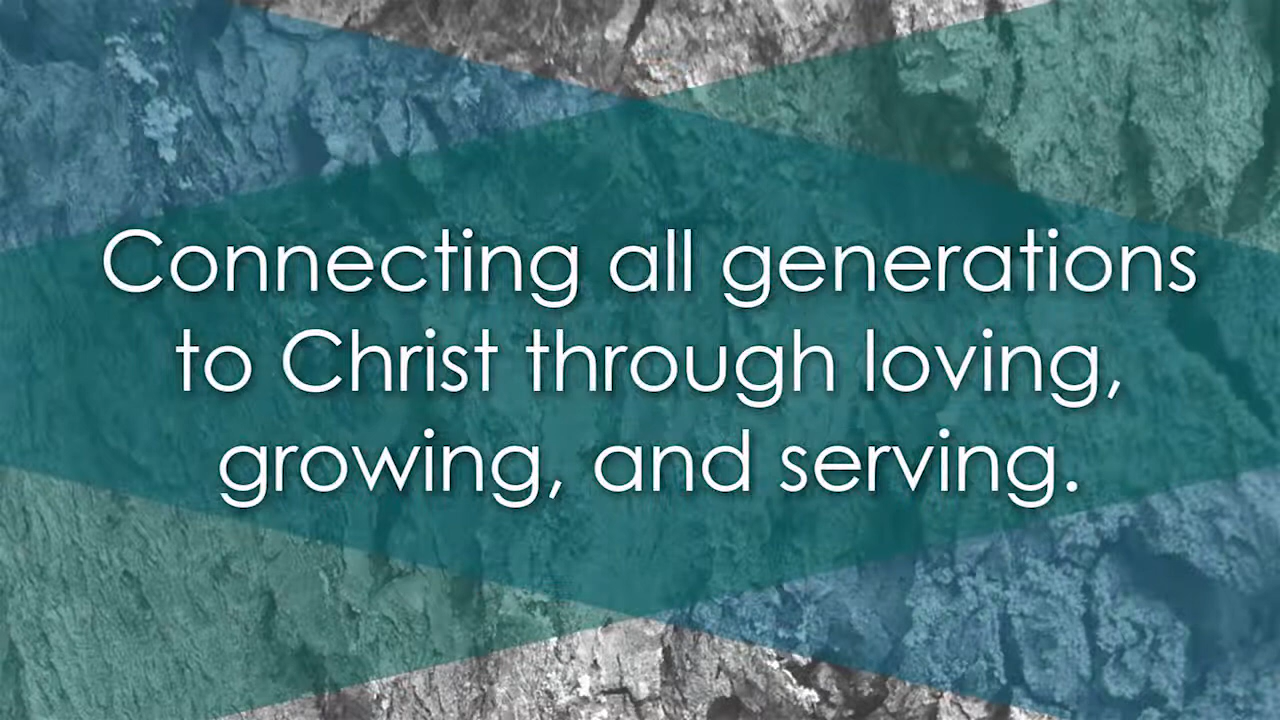 Connecting all generations
to Christ through loving,
growing, and serving.